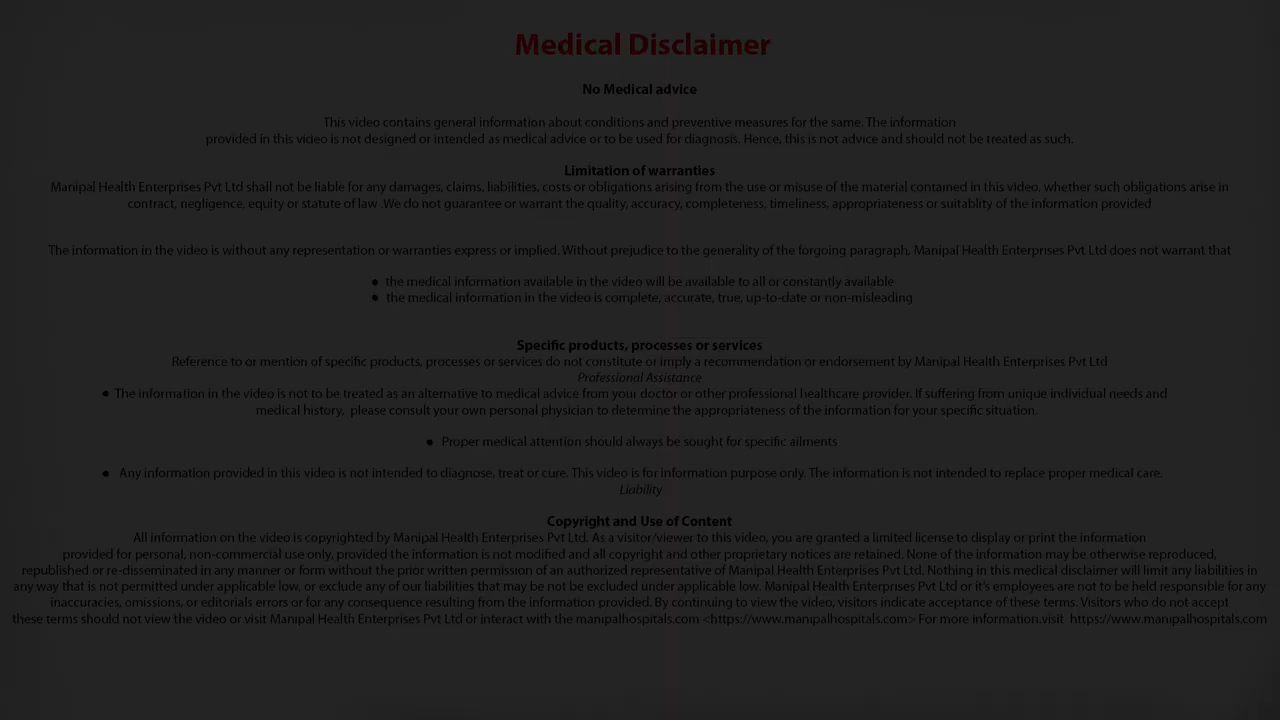 Medical Disclaimer
No Medical advice
This video contains general information about conditions and preventive measures for the same. The information
provided in this video is not designed or intended as medical advice or to be used for diagnosis. Hence, this is not advice and should not be treated as such.
Limitation of warranties
Manipal Health Enterprises Pvt Ltd shall not be liable for any damages, claims, liabilities, costs or obligations arising from the use or misuse of the material contained in this video, whether such obligations arise in
contract, negligence, equity or statute of law .We do not guarantee or warrant the quality, accuracy, completeness, timeliness, appropriateness or suitablity of the information provided
The information in the video is without any representation or warranties express or implied. Without prejudice to the generality of the forgoing paragraph, Manipal Health Enterprises Pvt Ltd does not warrant that
● the medical information available in the video will be available to all or constantly available
● the medical information in the video is complete, accurate, true, up-to-date or non-misleading
Specific products, processes or services
Reference to or mention of specific products, processes or services do not constitute or imply a recommendation or endorsement by Manipal Health Enterprises Pvt Ltd
Professional Assistance
● The information in the video is not to be treated as an alternative to medical advice from your doctor or other professional healthcare provider. If suffering from unique individual needs and
medical history, please consult your own personal physician to determine the appropriateness of the information for your specific situation.
● Proper medical attention should always be sought for specific ailments
● Any information provided in this video is not intended to diagnose, treat or cure. This video is for information purpose only. The information is not intended to replace proper medical care.
Liability
Copyright and Use of Content
All information on the video is copyrighted by Manipal Health Enterprises Pvt Ltd. As a visitor/viewer to this video, you are granted a limited license to display or print the information
provided for personal, non-commercial use only, provided the information is not modified and all copyright and other proprietary notices are retained. None of the information may be otherwise reproduced,
republished or re-disseminated in any manner or form without the prior written permission of an authorized representative of Manipal Health Enterprises Pvt Ltd. Nothing in this medical disclaimer will limit any liabilities in
any way that is not permitted under applicable low, or exclude any of our liabilities that may be not be excluded under applicable low. Manipal Health Enterprises Pvt Ltd or it's employees are not to be held responsible for any
inaccuracies, omissions, or editorials errors or for any consequence resulting from the information provided. By continuing to view the video, visitors indicate acceptance of these terms. Visitors who do not accept
these terms should not view the video or visit Manipal Health Enterprises Pvt Ltd or interact with the manipalhospitals.com <https://www.manipalhospitals.com> For more information.visit https://www.manipalhospitals.com